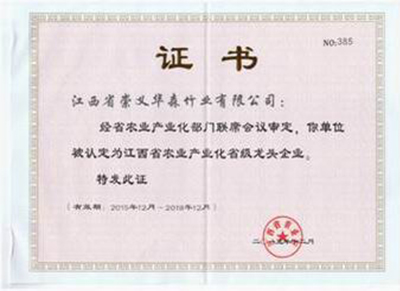 NO:385
证书
江西省崇义华森竹业有限公司：
经省农业产业化部门联席会议审定，你单位
被认定为江西省农业产业化省级龙头企业。
特发此证
（有效期：2015年12月－2018年12月）